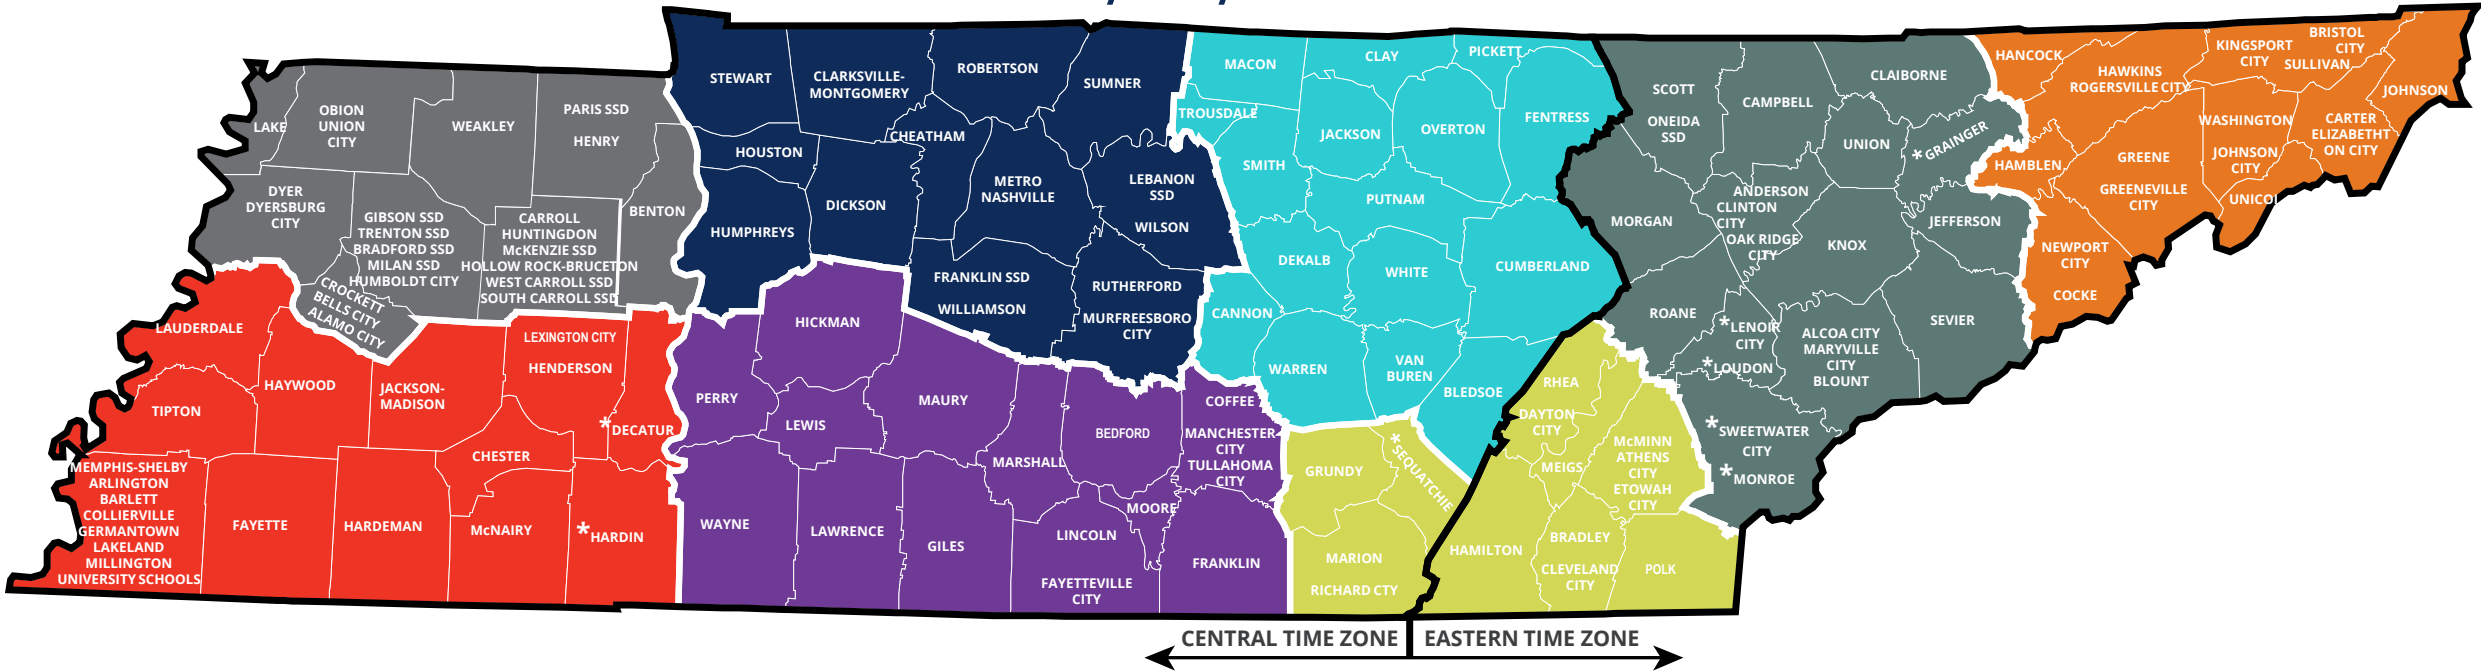 LAKE
OBION
UNION
CITY
WEAKLEY
PARIS SSD
HENRY
DYER
DYERSBURG
CITY
GIBSON SSD
TRENTON SSD
BRADFORD SSD
MILAN SSD
HUMBOLDT CITY
CARROLL
HUNTINGDON
McKENZIE SSD
HOLLOW ROCK-BRUCETON
WEST CARROLL SSD
SOUTH CARROLL SSD
BENTON
CROCKETT
BELLS CITY
ALAMO CITY
LAUDERDALE
HAYWOOD
TIPTON
JACKSON-
MADISON
LEXINGTON CITY
HENDERSON
*DECATUR
CHESTER
MEMPHIS-SHELBY
ARLINGTON
BARLETT
COLLIERVILLE
GERMANTOWN
LAKELAND
MILLINGTON
UNIVERSITY SCHOOLS
FAYETTE
HARDEMAN
McNAIRY
*HARDIN
STEWART
CLARKSVILLE-
MONTGOMERY
ROBERTSON
SUMNER
HOUSTON
CHEATHAM
HUMPHREYS
DICKSON
METRO
NASHVILLE
LEBANON
SSD
WILSON
FRANKLIN SSD
WILLIAMSON
RUTHERFORD
MURFREESBORO
CITY
HICKMAN
PERRY
LEWIS
MAURY
MARSHALL
BEDFORD
COFFEE
MANCHESTER
CITY
TULLAHOMA
CITY
WAYNE
LAWRENCE
GILES
MOORE
LINCOLN
FAYETTEVILLE
CITY
FRANKLIN
MACON
CLAY
PICKETT
TROUSDALE
SMITH
JACKSON
OVERTON
FENTRESS
PUTNAM
DEKALB
WHITE
CUMBERLAND
CANNON
WARREN
VAN
BUREN
BLEDSOE
GRUNDY
*SEQUATCHIE
MARION
RICHARD CTY
RHEA
DAYTON
CITY
MEIGS
McMINN
ATHENS
CITY
ETOWAH
CITY
HAMILTON
BRADLEY
CLEVELAND
CITY
POLK
SCOTT
ONEIDA
SSD
CAMPBELL
CLAIBORNE
UNION
*GRAINGER
MORGAN
ANDERSON
CLINTON
CITY
OAK RIDGE
CITY
KNOX
JEFFERSON
ROANE
*LENOIR
CITY
*LOUDON
ALCOA CITY
MARYVILLE
CITY
BLOUNT
SEVIER
*SWEETWATER
CITY
*MONROE
HANCOCK
HAWKINS
ROGERSVILLE CITY
KINGSPORT
CITY
BRISTOL
CITY
SULLIVAN
JOHNSON
HAMBLEN
GREENE
GREENEVILLE
CITY
WASHINGTON
JOHNSON
CITY
CARTER
ELIZABETHT
ON CITY
UNICOI
NEWPORT
CITY
COCKE
CENTRAL TIME ZONE
EASTERN TIME ZONE